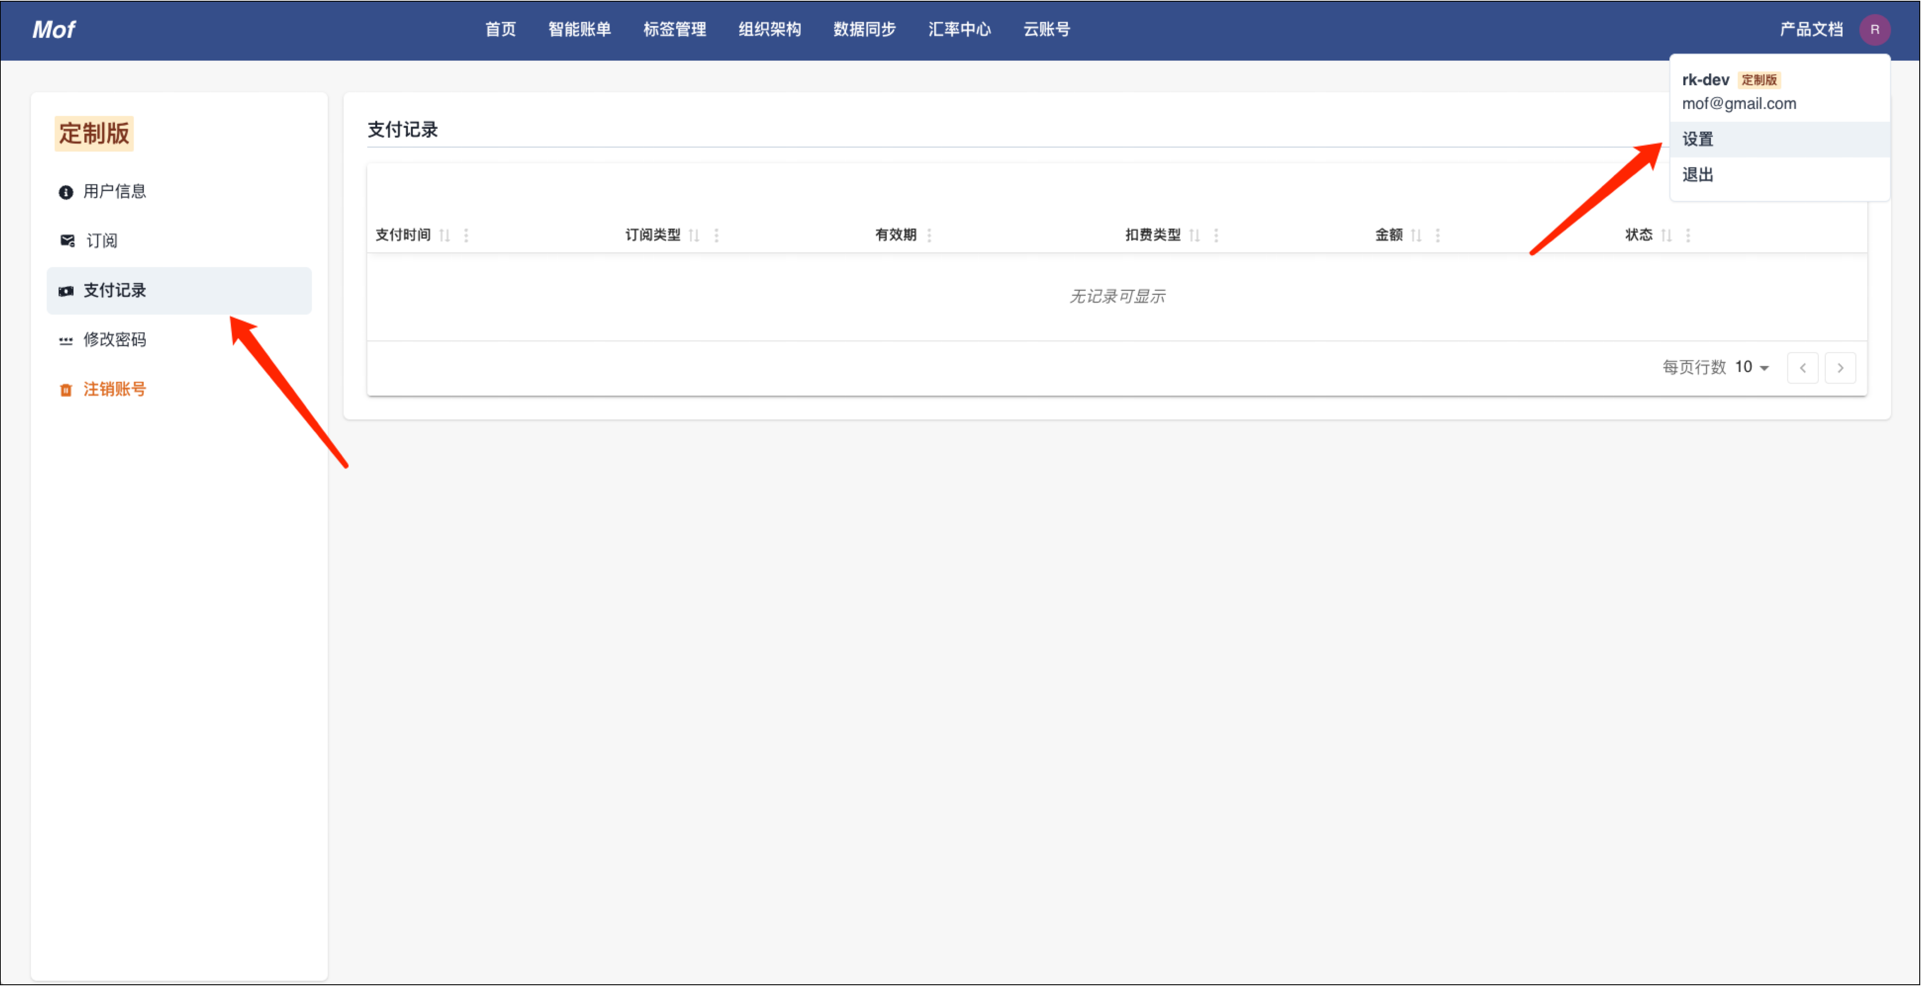 Mof
首页 智能账单 标签管理 组织架构 数据同步 汇率中心 云账号
产品文档 R
rk-dev 定制版
mof@gmail.com
设置
退出
定制版
用户信息
订阅
支付记录
修改密码
注销账号
支付记录
支付时间 订阅类型 有效期 扣费类型 金额 状态
无记录可显示
每页行数 10